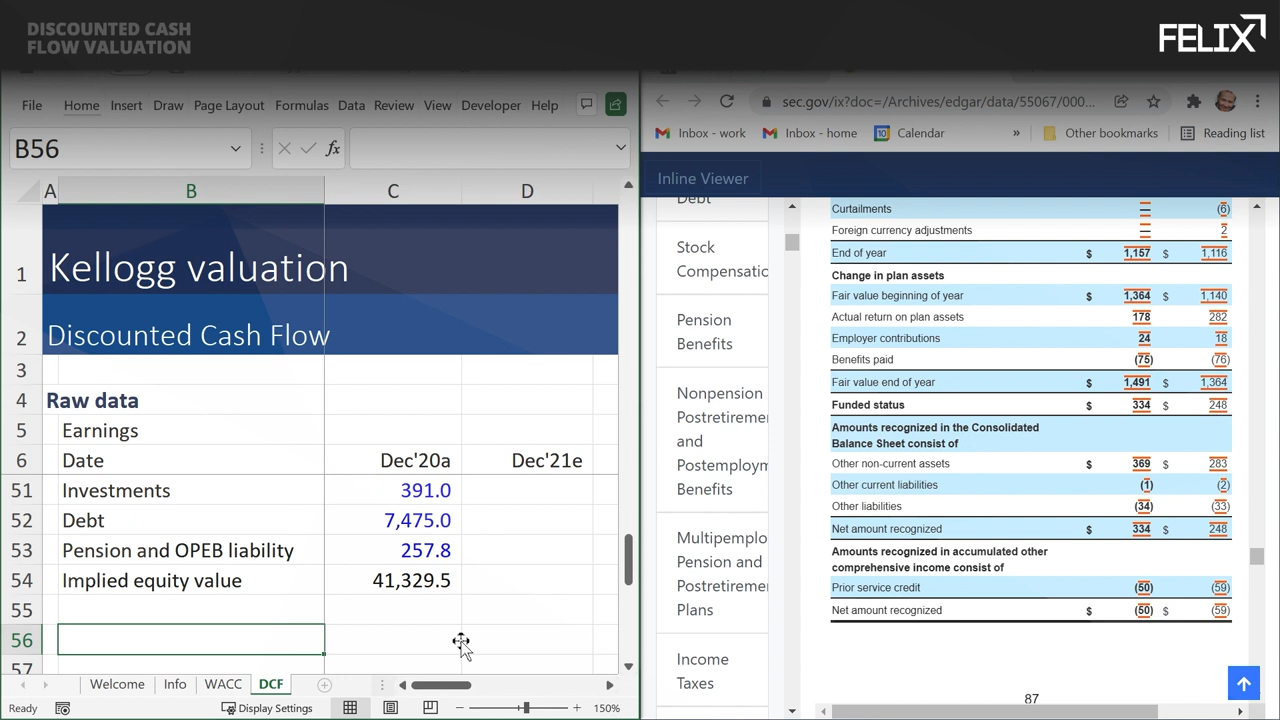 DISCOUNTED CASH
FLOW VALUATION
FELIX
File Home Insert Draw Page Layout Formulas Data Review View Developer Help
B56
fx
A B C D
1 Kellogg valuation
2 Discounted Cash Flow
3
4 Raw data
5 Earnings
6 Date Dec'20a Dec'21e
51 Investments 391.0
52 Debt 7,475.0
53 Pension and OPEB liability 257.8
54 Implied equity value 41,329.5
55
56
57
Welcome Info WACC DCF
Ready Display Settings 150%
sec.gov/ix?doc=/Archives/edgar/data/55067/000...
Inbox - work Inbox - home Calendar » Other bookmarks Reading list
Inline Viewer
Debt
Stock
Compensatio
Pension
Benefits
Nonpension
Postretiremen
and
Postemploym
Benefits
Multipemplo
Pension and
Postretiremen
Plans
Income
Taxes
Curtailments — (6)
Foreign currency adjustments — 2
End of year $ 1,157 $ 1,116
Change in plan assets
Fair value beginning of year $ 1,364 $ 1,140
Actual return on plan assets 178 282
Employer contributions 24 18
Benefits paid (75) (76)
Fair value end of year $ 1,491 $ 1,364
Funded status $ 334 $ 248
Amounts recognized in the Consolidated
Balance Sheet consist of
Other non-current assets $ 369 $ 283
Other current liabilities (1) (2)
Other liabilities (34) (33)
Net amount recognized $ 334 $ 248
Amounts recognized in accumulated other
comprehensive income consist of
Prior service credit $ (50) $ (59)
Net amount recognized $ (50) $ (59)
87